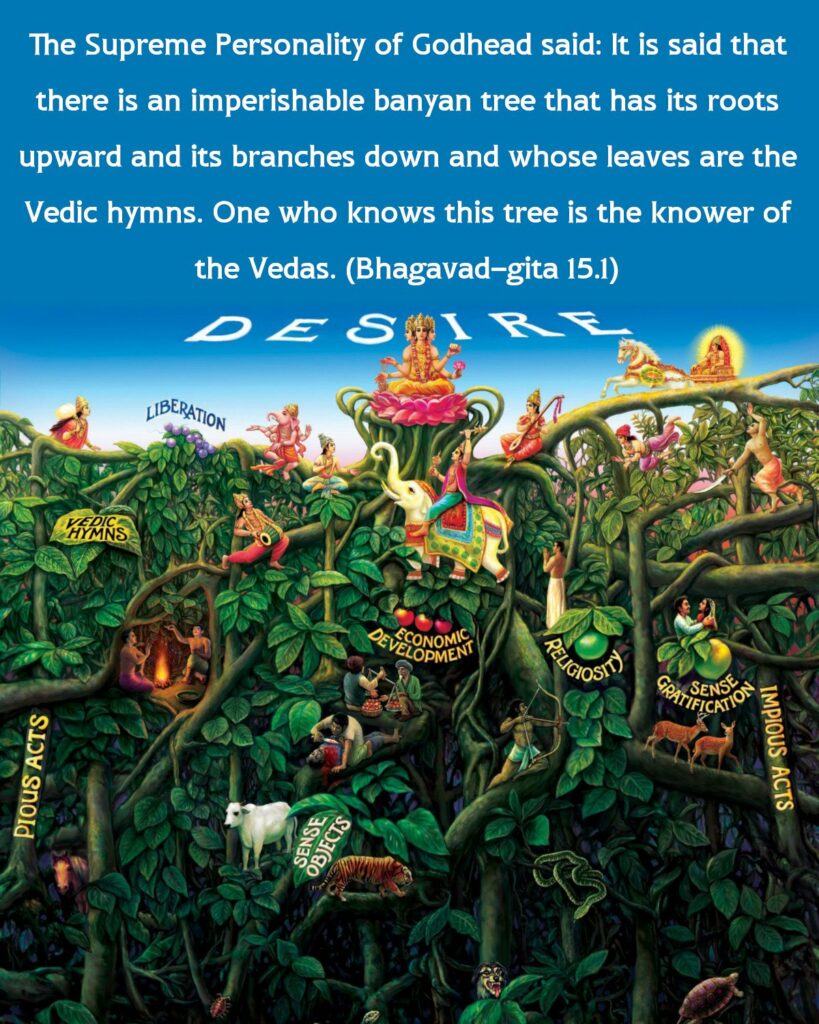 The Supreme Personality of Godhead said: It is said that
there is an imperishable banyan tree that has its roots
upward and its branches down and whose leaves are the
Vedic hymns. One who knows this tree is the knower of
the Vedas. (Bhagavad-gita 15.1)
DESIRE
LIBERATION
VEDIC
HYMNS
ECONOMIC
DEVELOPMENT
RELIGIOSITY
SENSE
GRATIFICATION
PIOUS ACTS
IMPIOUS ACTS
SENSE
OBJECTS